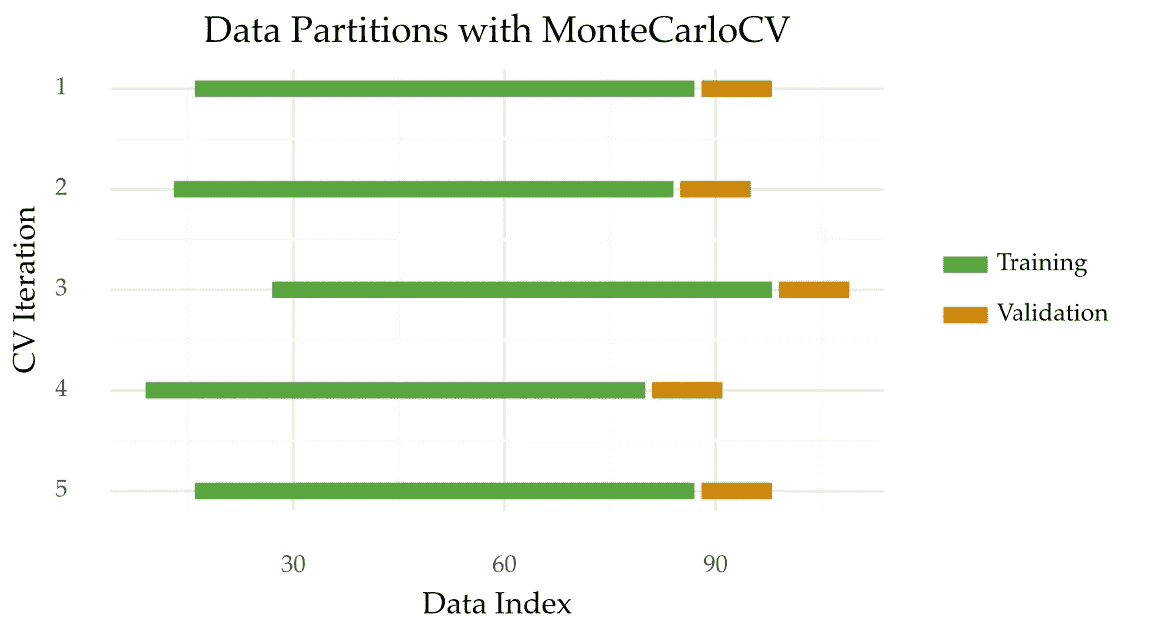 Data Partitions with MonteCarloCV
1
2
3
4
5
CV Iteration
30 60 90
Data Index
Training
Validation